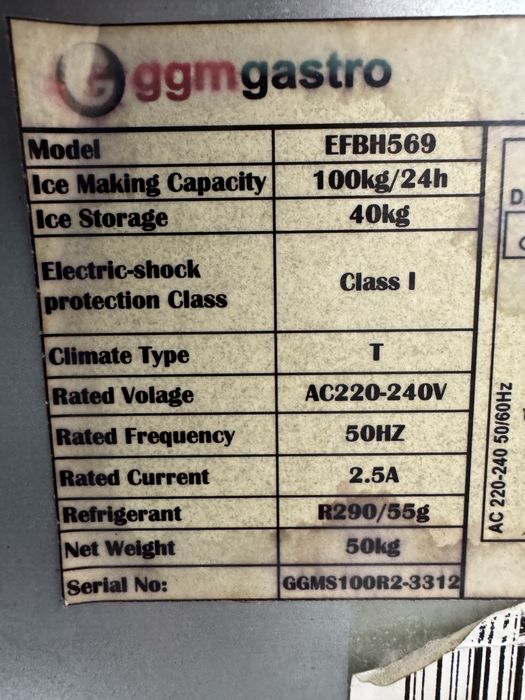 ggmgastro
Model EFBH569
Ice Making Capacity 100kg/24h
Ice Storage 40kg
Electric-shock
protection Class Class I
Climate Type T
Rated Volage AC220-240V
Rated Frequency 50HZ
Rated Current 2.5A
Refrigerant R290/55g
Net Weight 50kg
Serial No: GGMS100R2-3312
AC 220-240 50/60Hz